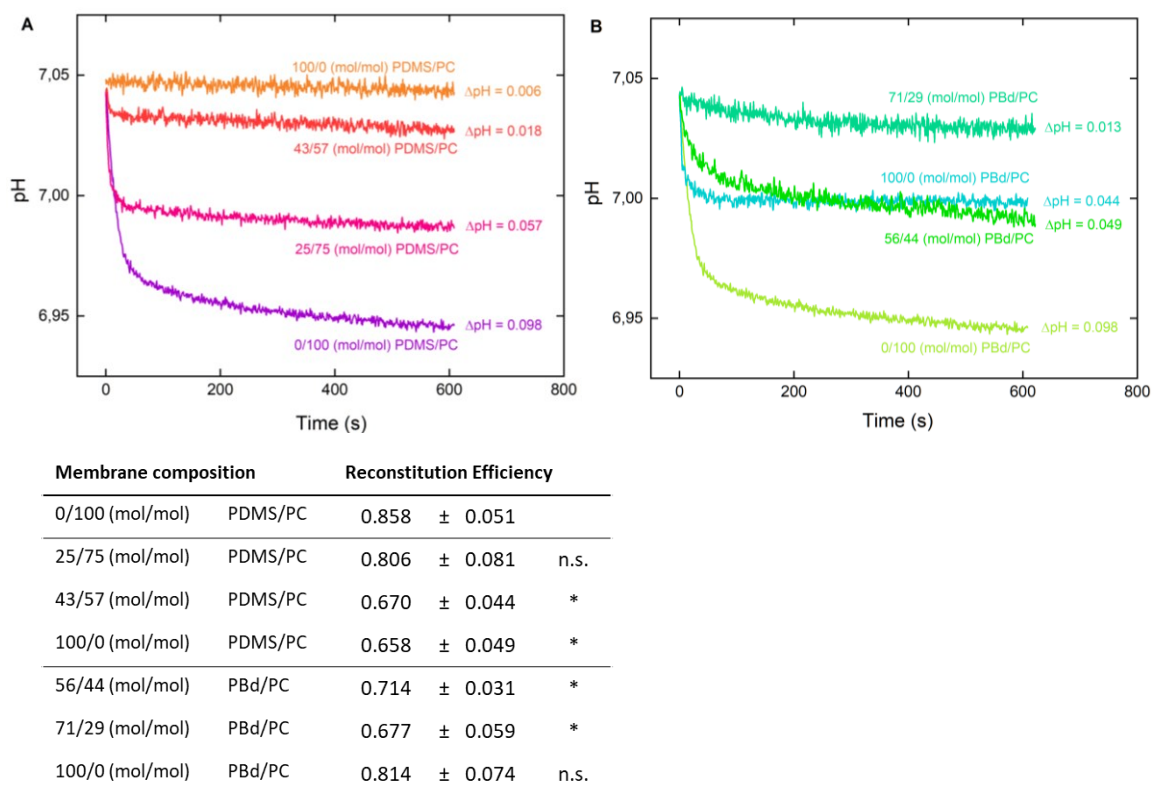 A
100/0 (mol/mol) PDMS/PC
ΔpH = 0.006
ΔpH = 0.018
43/57 (mol/mol) PDMS/PC
ΔpH = 0.057
25/75 (mol/mol) PDMS/PC
ΔpH = 0.098
0/100 (mol/mol) PDMS/PC
7,05
7,00
6,95
pH
0 200 400 600 800
Time (s)
B
71/29 (mol/mol) PBd/PC
ΔpH = 0.013
100/0 (mol/mol) PBd/PC
ΔpH = 0.044
ΔpH = 0.049
56/44 (mol/mol) PBd/PC
ΔpH = 0.098
0/100 (mol/mol) PBd/PC
7,05
7,00
6,95
pH
0 200 400 600 800
Time (s)
Membrane composition Reconstitution Efficiency
0/100 (mol/mol) PDMS/PC 0.858 ± 0.051
25/75 (mol/mol) PDMS/PC 0.806 ± 0.081 n.s.
43/57 (mol/mol) PDMS/PC 0.670 ± 0.044 *
100/0 (mol/mol) PDMS/PC 0.658 ± 0.049 *
56/44 (mol/mol) PBd/PC 0.714 ± 0.031 *
71/29 (mol/mol) PBd/PC 0.677 ± 0.059 *
100/0 (mol/mol) PBd/PC 0.814 ± 0.074 n.s.